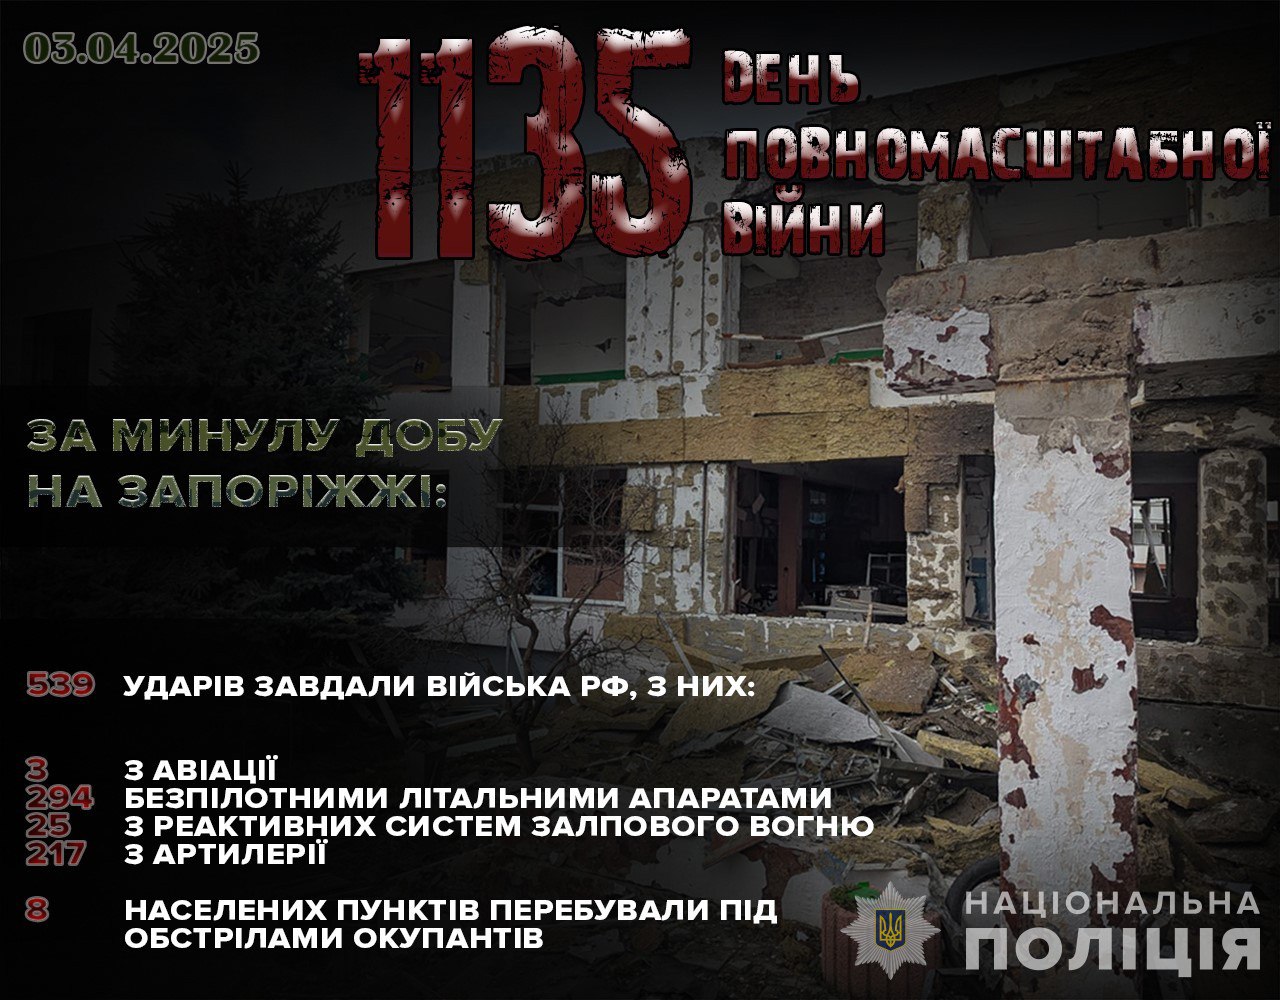 03.04.2025
1135 ДЕНЬ
ПОВНОМАСШТАБНОЇ
ВІЙНИ
ЗА МИНУЛУ ДОБУ
НА ЗАПОРІЖЖІ:
539 УДАРІВ ЗАВДАЛИ ВІЙСЬКА РФ, З НИХ:
3 З АВІАЦІЇ
294 БЕЗПІЛОТНИМИ ЛІТАЛЬНИМИ АПАРАТАМИ
25 З РЕАКТИВНИХ СИСТЕМ ЗАЛПОВОГО ВОГНЮ
217 З АРТИЛЕРІЇ
8 НАСЕЛЕНИХ ПУНКТІВ ПЕРЕБУВАЛИ ПІД
ОБСТРІЛАМИ ОКУПАНТІВ
НАЦІОНАЛЬНА
ПОЛІЦІЯ